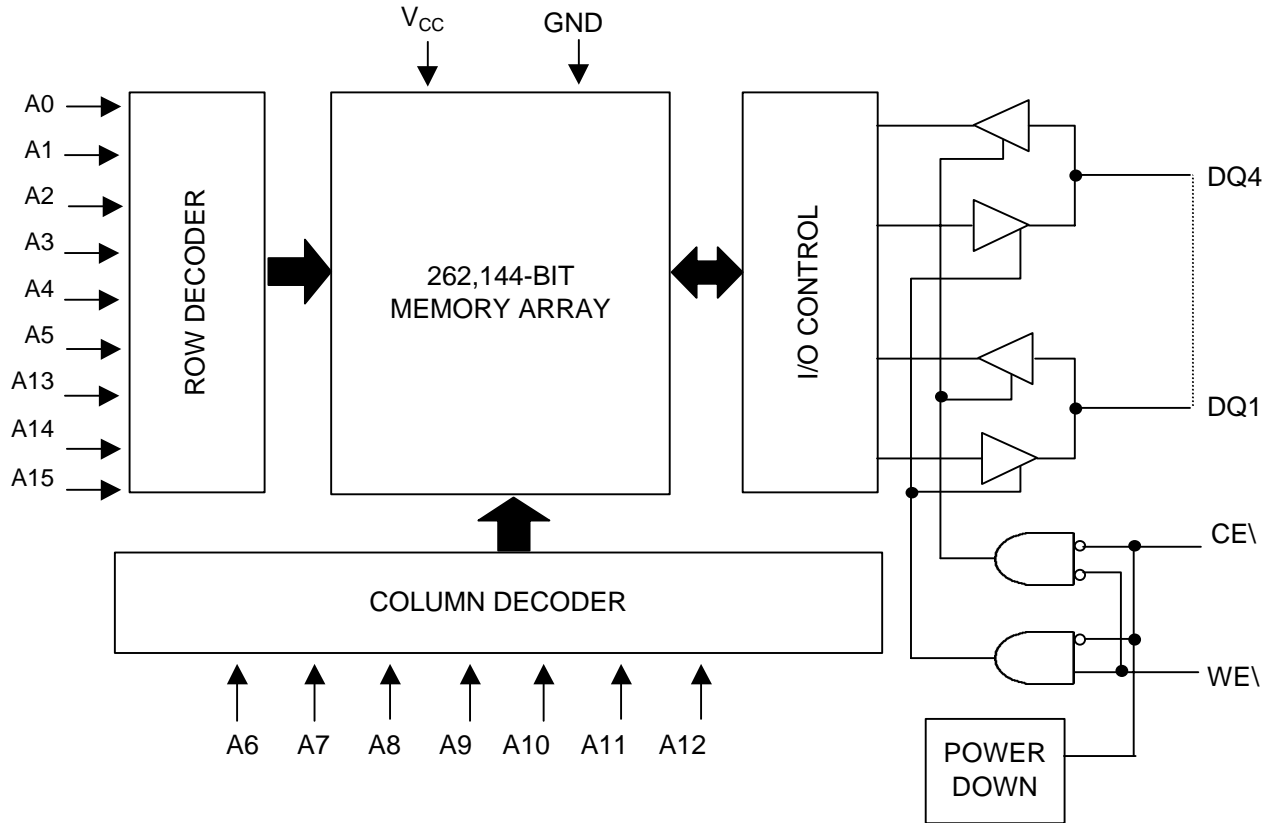 VCC
GND
A0
A1
A2
A3
A4
A5
A13
A14
A15
ROW DECODER
262,144-BIT
MEMORY ARRAY
I/O CONTROL
DQ4
DQ1
CE\
WE\
COLUMN DECODER
A6
A7
A8
A9
A10
A11
A12
POWER
DOWN